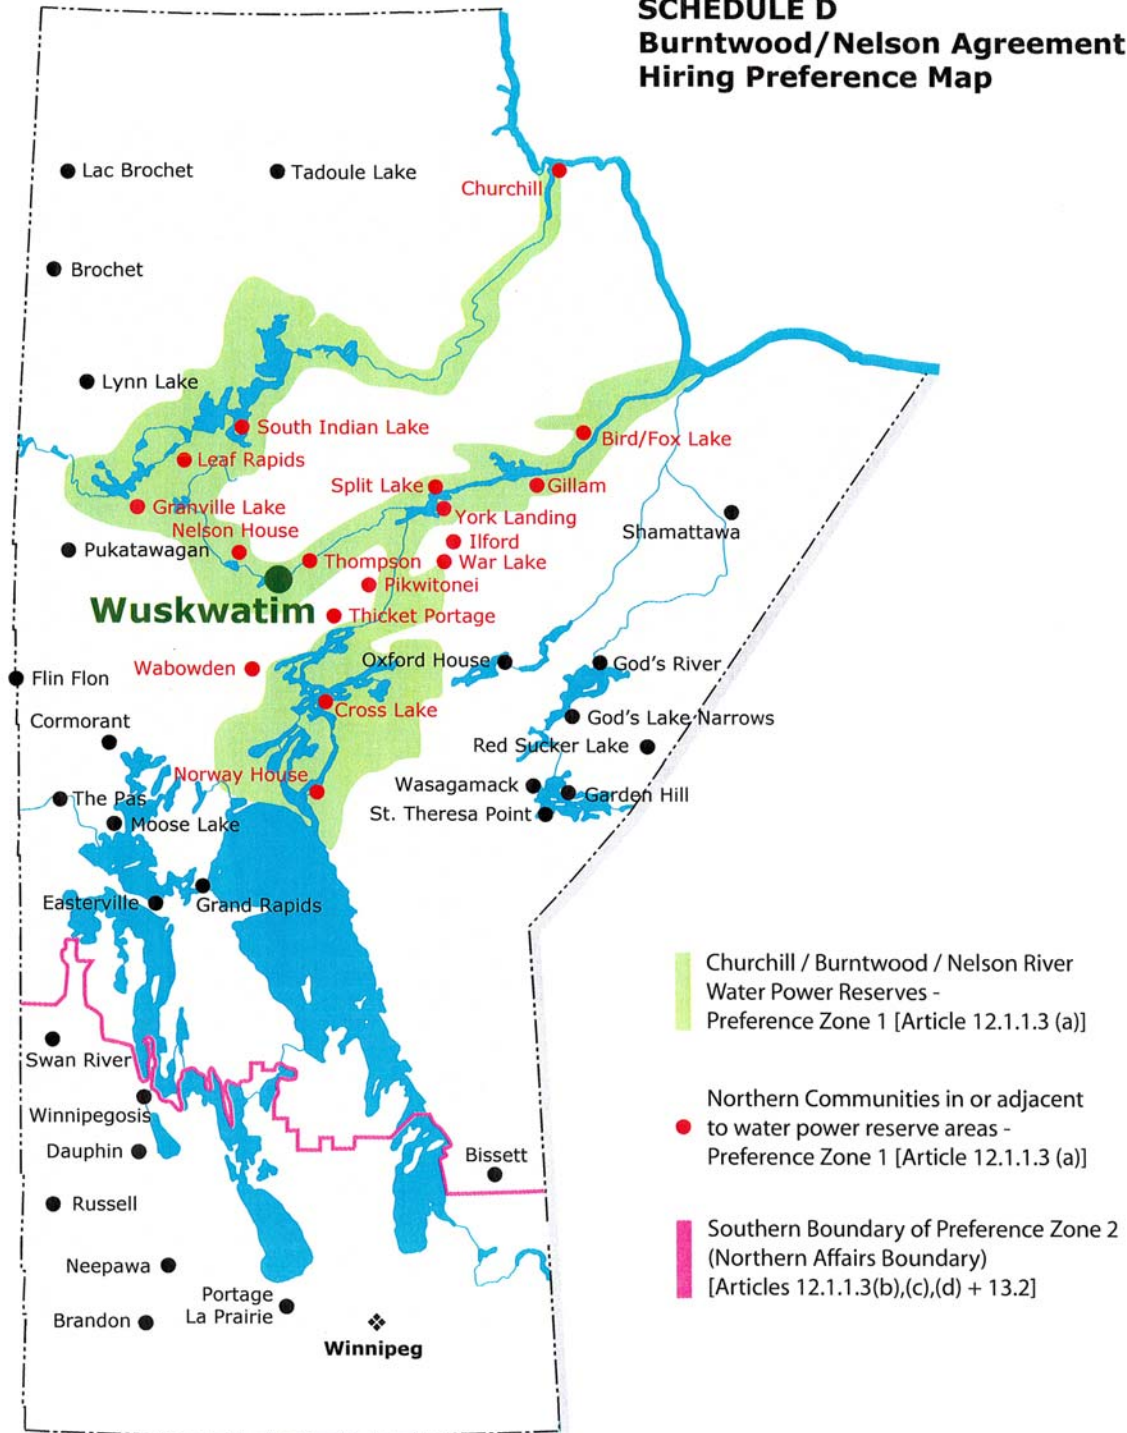 SCHEDULE D
Burntwood/Nelson Agreement
Hiring Preference Map
Lac Brochet
Tadoule Lake
Churchill
Brochet
Lynn Lake
South Indian Lake
Bird/Fox Lake
Leaf Rapids
Split Lake
Gillam
Granville Lake
York Landing
Nelson House
Shamattawa
Ilford
Pukatawagan
Thompson
War Lake
Pikwitonei
Wuskwatim
Thicket Portage
Wabowden
Oxford House
God's River
Flin Flon
Cross Lake
Cormorant
God's Lake Narrows
Red Sucker Lake
Norway House
Wasagamack
Garden Hill
The Pas
St. Theresa Point
Moose Lake
Easterville
Grand Rapids
Churchill / Burntwood / Nelson River
Water Power Reserves -
Preference Zone 1 [Article 12.1.1.3 (a)]
Swan River
Northern Communities in or adjacent
to water power reserve areas -
Preference Zone 1 [Article 12.1.1.3 (a)]
Winnipegosis
Dauphin
Bissett
Russell
Southern Boundary of Preference Zone 2
(Northern Affairs Boundary)
[Articles 12.1.1.3(b),(c),(d) + 13.2]
Neepawa
Portage
La Prairie
Brandon
Winnipeg